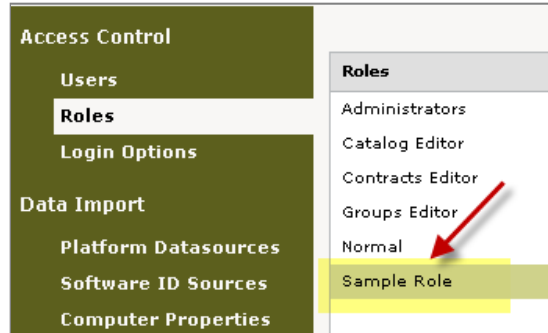 Access Control
Users
Roles
Login Options
Data Import
Platform Datasources
Software ID Sources
Computer Properties
Roles
Administrators
Catalog Editor
Contracts Editor
Groups Editor
Normal
Sample Role